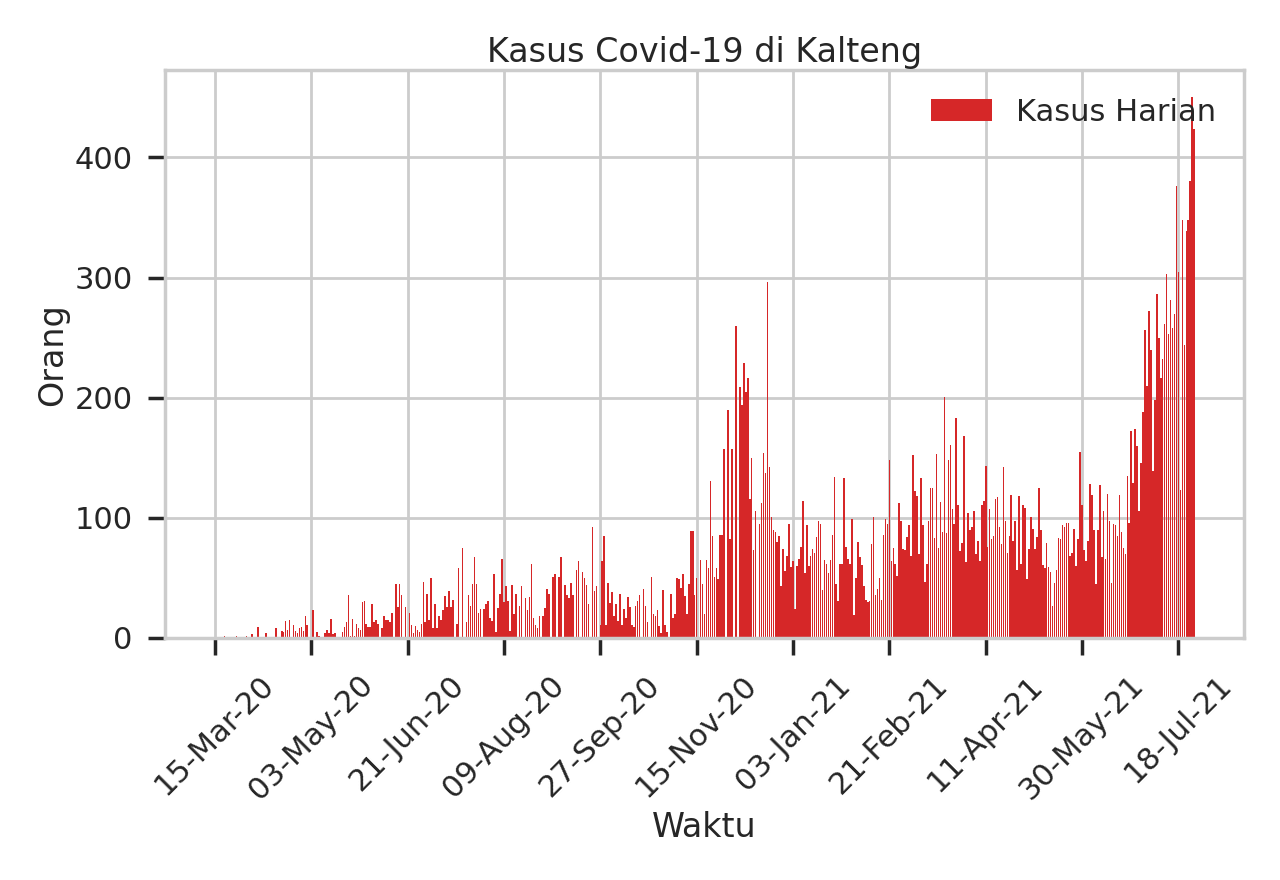 Kasus Covid-19 di Kalteng
Kasus Harian
Orang
400
300
200
100
0
15-Mar-20
03-May-20
21-Jun-20
09-Aug-20
27-Sep-20
15-Nov-20
03-Jan-21
21-Feb-21
11-Apr-21
30-May-21
18-Jul-21
Waktu